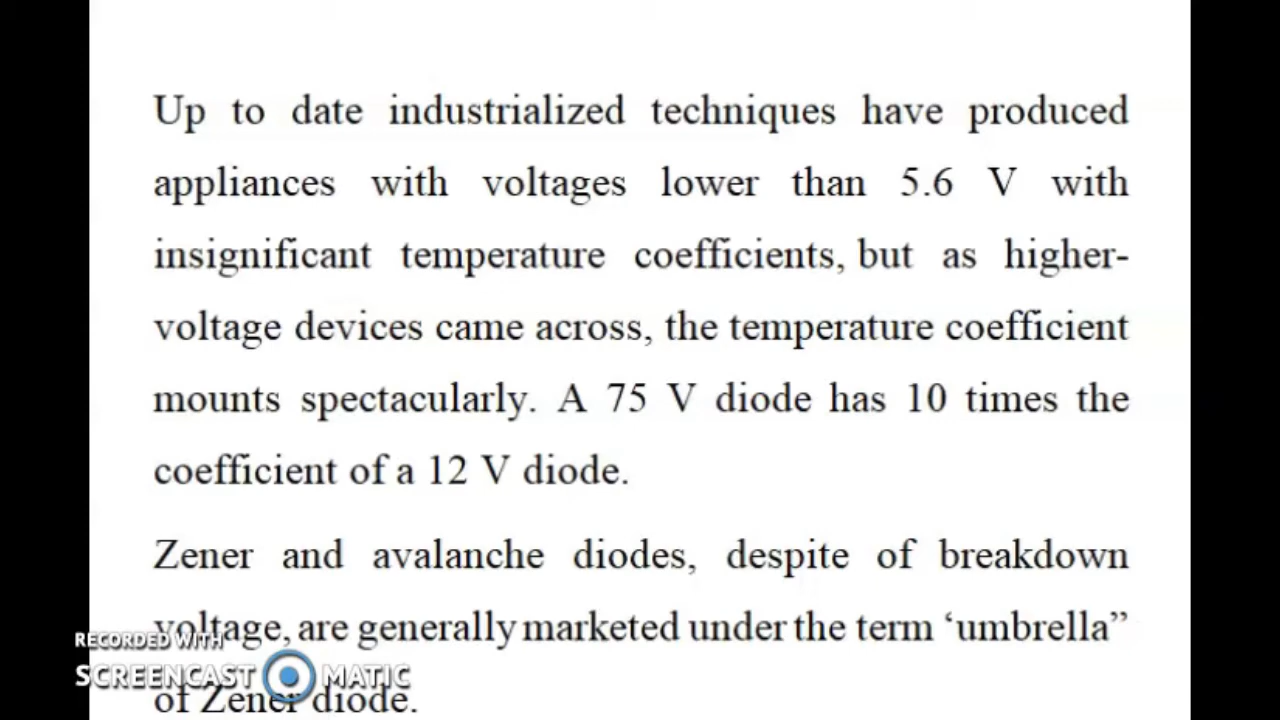 Up to date industrialized techniques have produced
appliances with voltages lower than 5.6 V with
insignificant temperature coefficients, but as higher-
voltage devices came across, the temperature coefficient
mounts spectacularly. A 75 V diode has 10 times the
coefficient of a 12 V diode.
Zener and avalanche diodes, despite of breakdown
voltage, are generally marketed under the term ‘umbrella”
of Zener diode.
RECORDED WITH
SCREENCAST MATIC